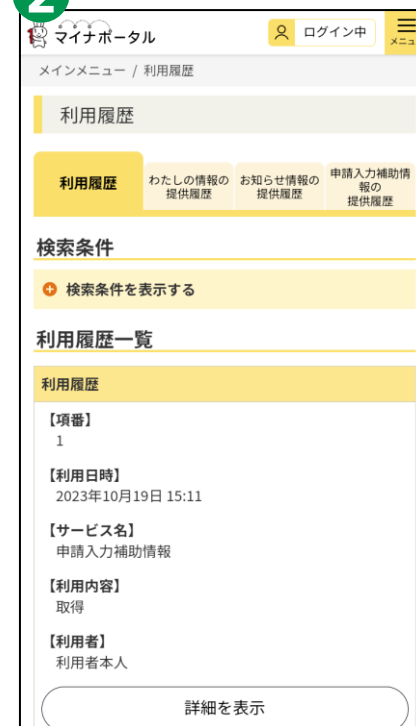 2
マイナポータル
ログイン中
メニュー
メインメニュー / 利用履歴
利用履歴
利用履歴
わたしの情報の
提供履歴
お知らせ情報の
提供履歴
申請入力補助情
報の
提供履歴
検索条件
検索条件を表示する
利用履歴一覧
利用履歴
【項番】
1
【利用日時】
2023年10月19日 15:11
【サービス名】
申請入力補助情報
【利用内容】
取得
【利用者】
利用者本人
詳細を表示